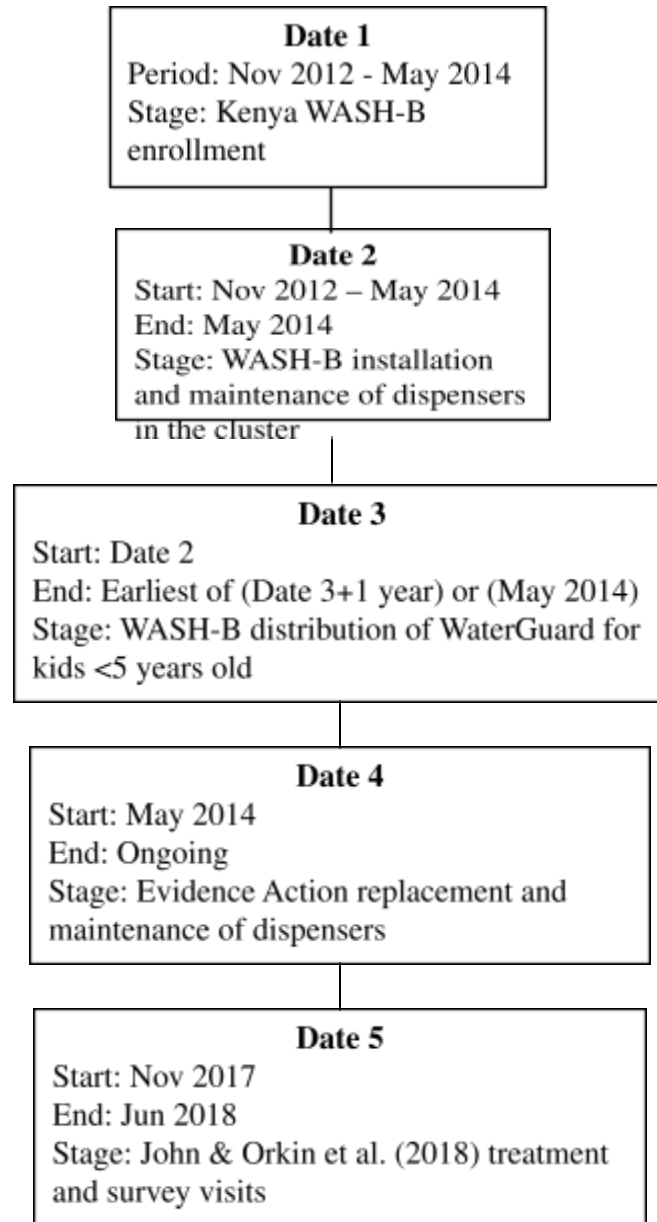 Date 1
Period: Nov 2012 - May 2014
Stage: Kenya WASH-B
enrollment
Date 2
Start: Nov 2012 – May 2014
End: May 2014
Stage: WASH-B installation
and maintenance of dispensers
in the cluster
Date 3
Start: Date 2
End: Earliest of (Date 3+1 year) or (May 2014)
Stage: WASH-B distribution of WaterGuard for
kids <5 years old
Date 4
Start: May 2014
End: Ongoing
Stage: Evidence Action replacement and
maintenance of dispensers
Date 5
Start: Nov 2017
End: Jun 2018
Stage: John & Orkin et al. (2018) treatment
and survey visits